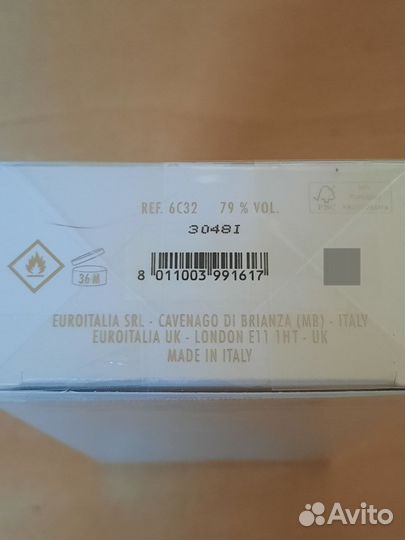 REF. 6C32 79 % VOL.
3048I
FSC
36 M
8 011003 991617
EUROITALIA SRL - CAVENAGO DI BRIANZA (MB) - ITALY
EUROITALIA UK - LONDON E11 1HT - UK
MADE IN ITALY
Avito